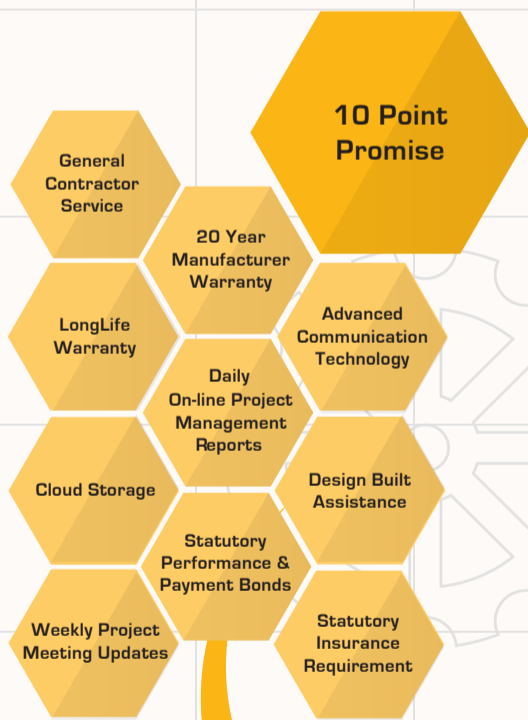 10 Point
Promise
General
Contractor
Service
20 Year
Manufacturer
Warranty
LongLife
Warranty
Advanced
Communication
Technology
Daily
On-line Project
Management
Reports
Cloud Storage
Design Built
Assistance
Statutory
Performance &
Payment Bonds
Weekly Project
Meeting Updates
Statutory
Insurance
Requirement